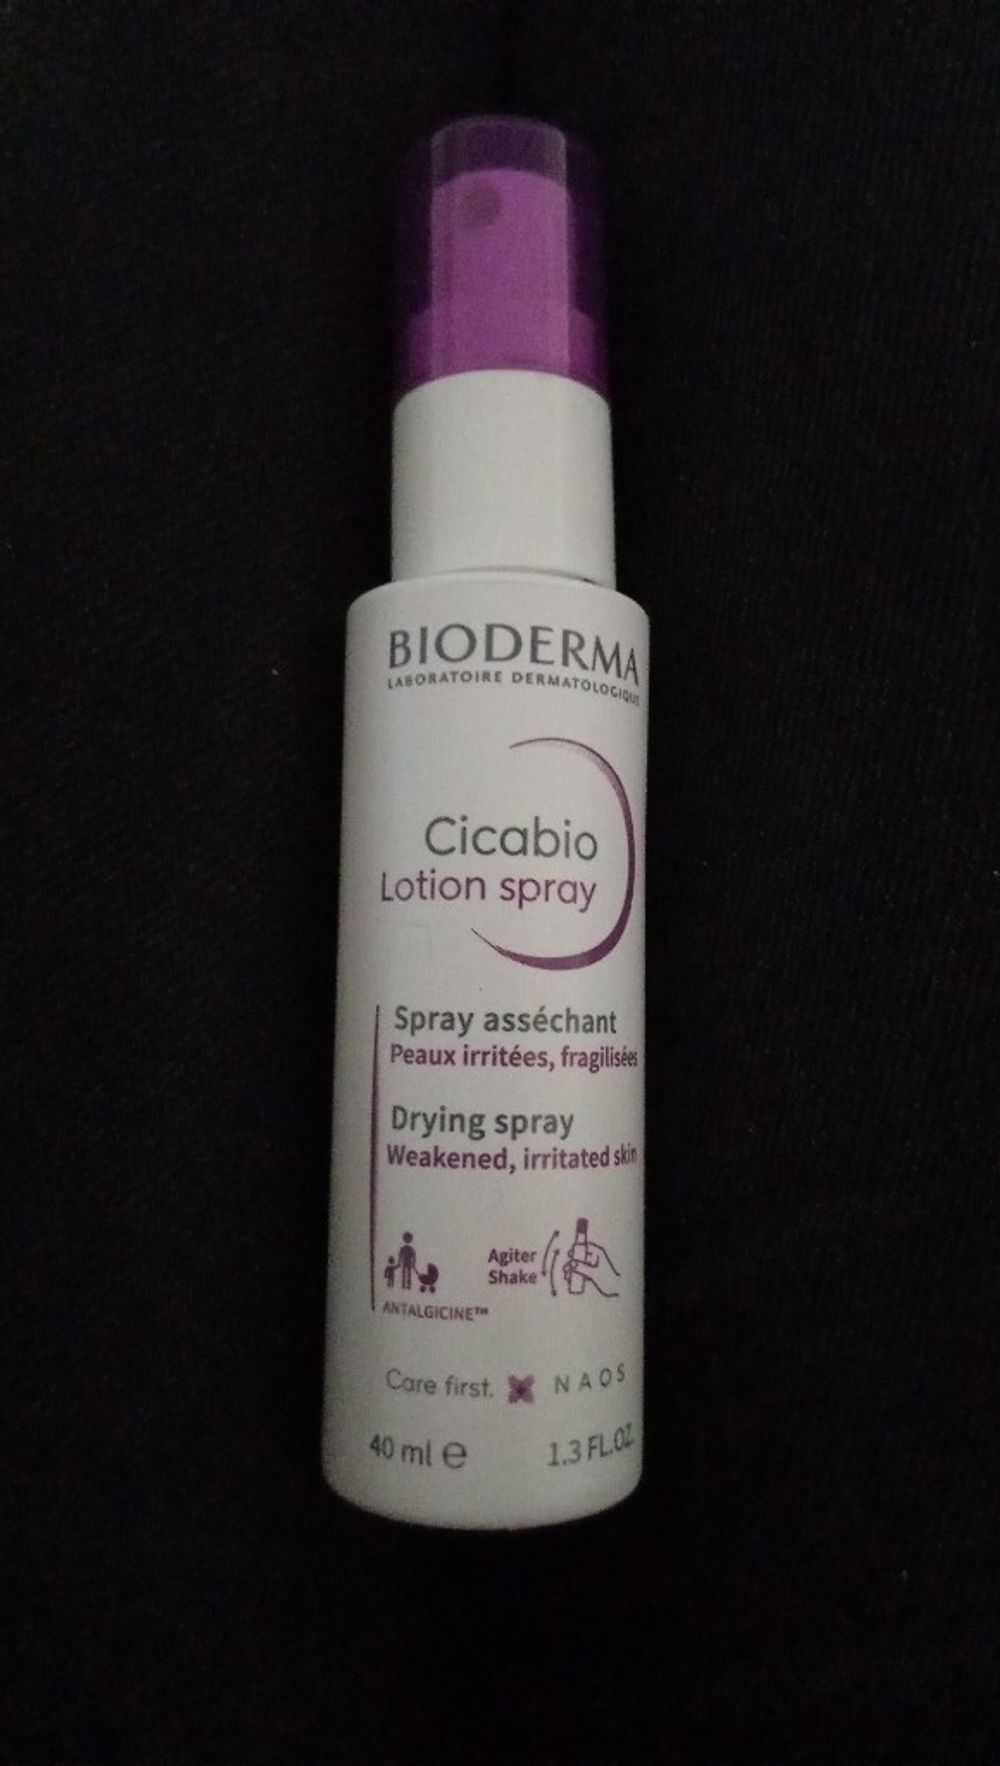 BIODERMA
LABORATOIRE DERMATOLOGIQUE
Cicabio
Lotion spray
Spray asséchant
Peaux irritées, fragilisées
Drying spray
Weakened, irritated skin
Agiter
Shake
ANTALGICINE™
Care first. NAOS
40 ml ℮ 1.3 FL.OZ.